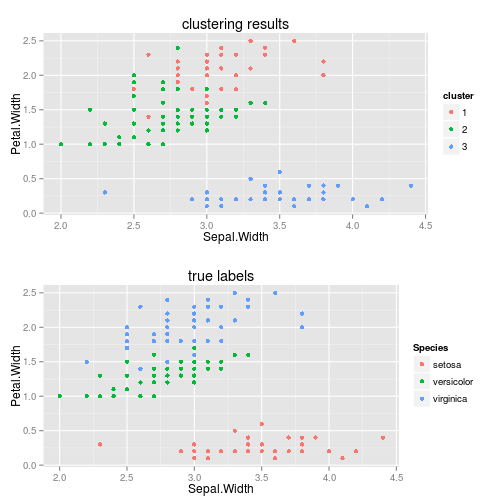 clustering results
2.5
2.0
1.5
1.0
0.5
0.0
Petal.Width
2.0 2.5 3.0 3.5 4.0 4.5
Sepal.Width
cluster
1
2
3
true labels
2.5
2.0
1.5
1.0
0.5
0.0
Petal.Width
2.0 2.5 3.0 3.5 4.0 4.5
Sepal.Width
Species
setosa
versicolor
virginica